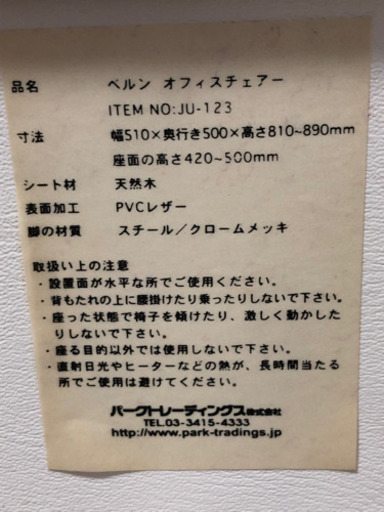 品名 ベルン オフィスチェアー
ITEM NO:JU-123
寸法 幅510×奥行き500×高さ810~890mm
座面の高さ420~500mm
シート材 天然木
表面加工 PVCレザー
脚の材質 スチール/クロームメッキ
取扱い上の注意
・設置面が水平な所でご使用ください。
・背もたれの上に腰掛けたり乗ったりしないで下さい。
・座った状態で椅子を傾けたり、激しく動かした
りしないで下さい。
・座る目的以外では使用しないで下さい。
・直射日光やヒーターなどの熱が、長時間当たる
所でご使用は避けてください。
パークトレーディングス株式会社
TEL.03-3415-4333
http://www.park-tradings.jp